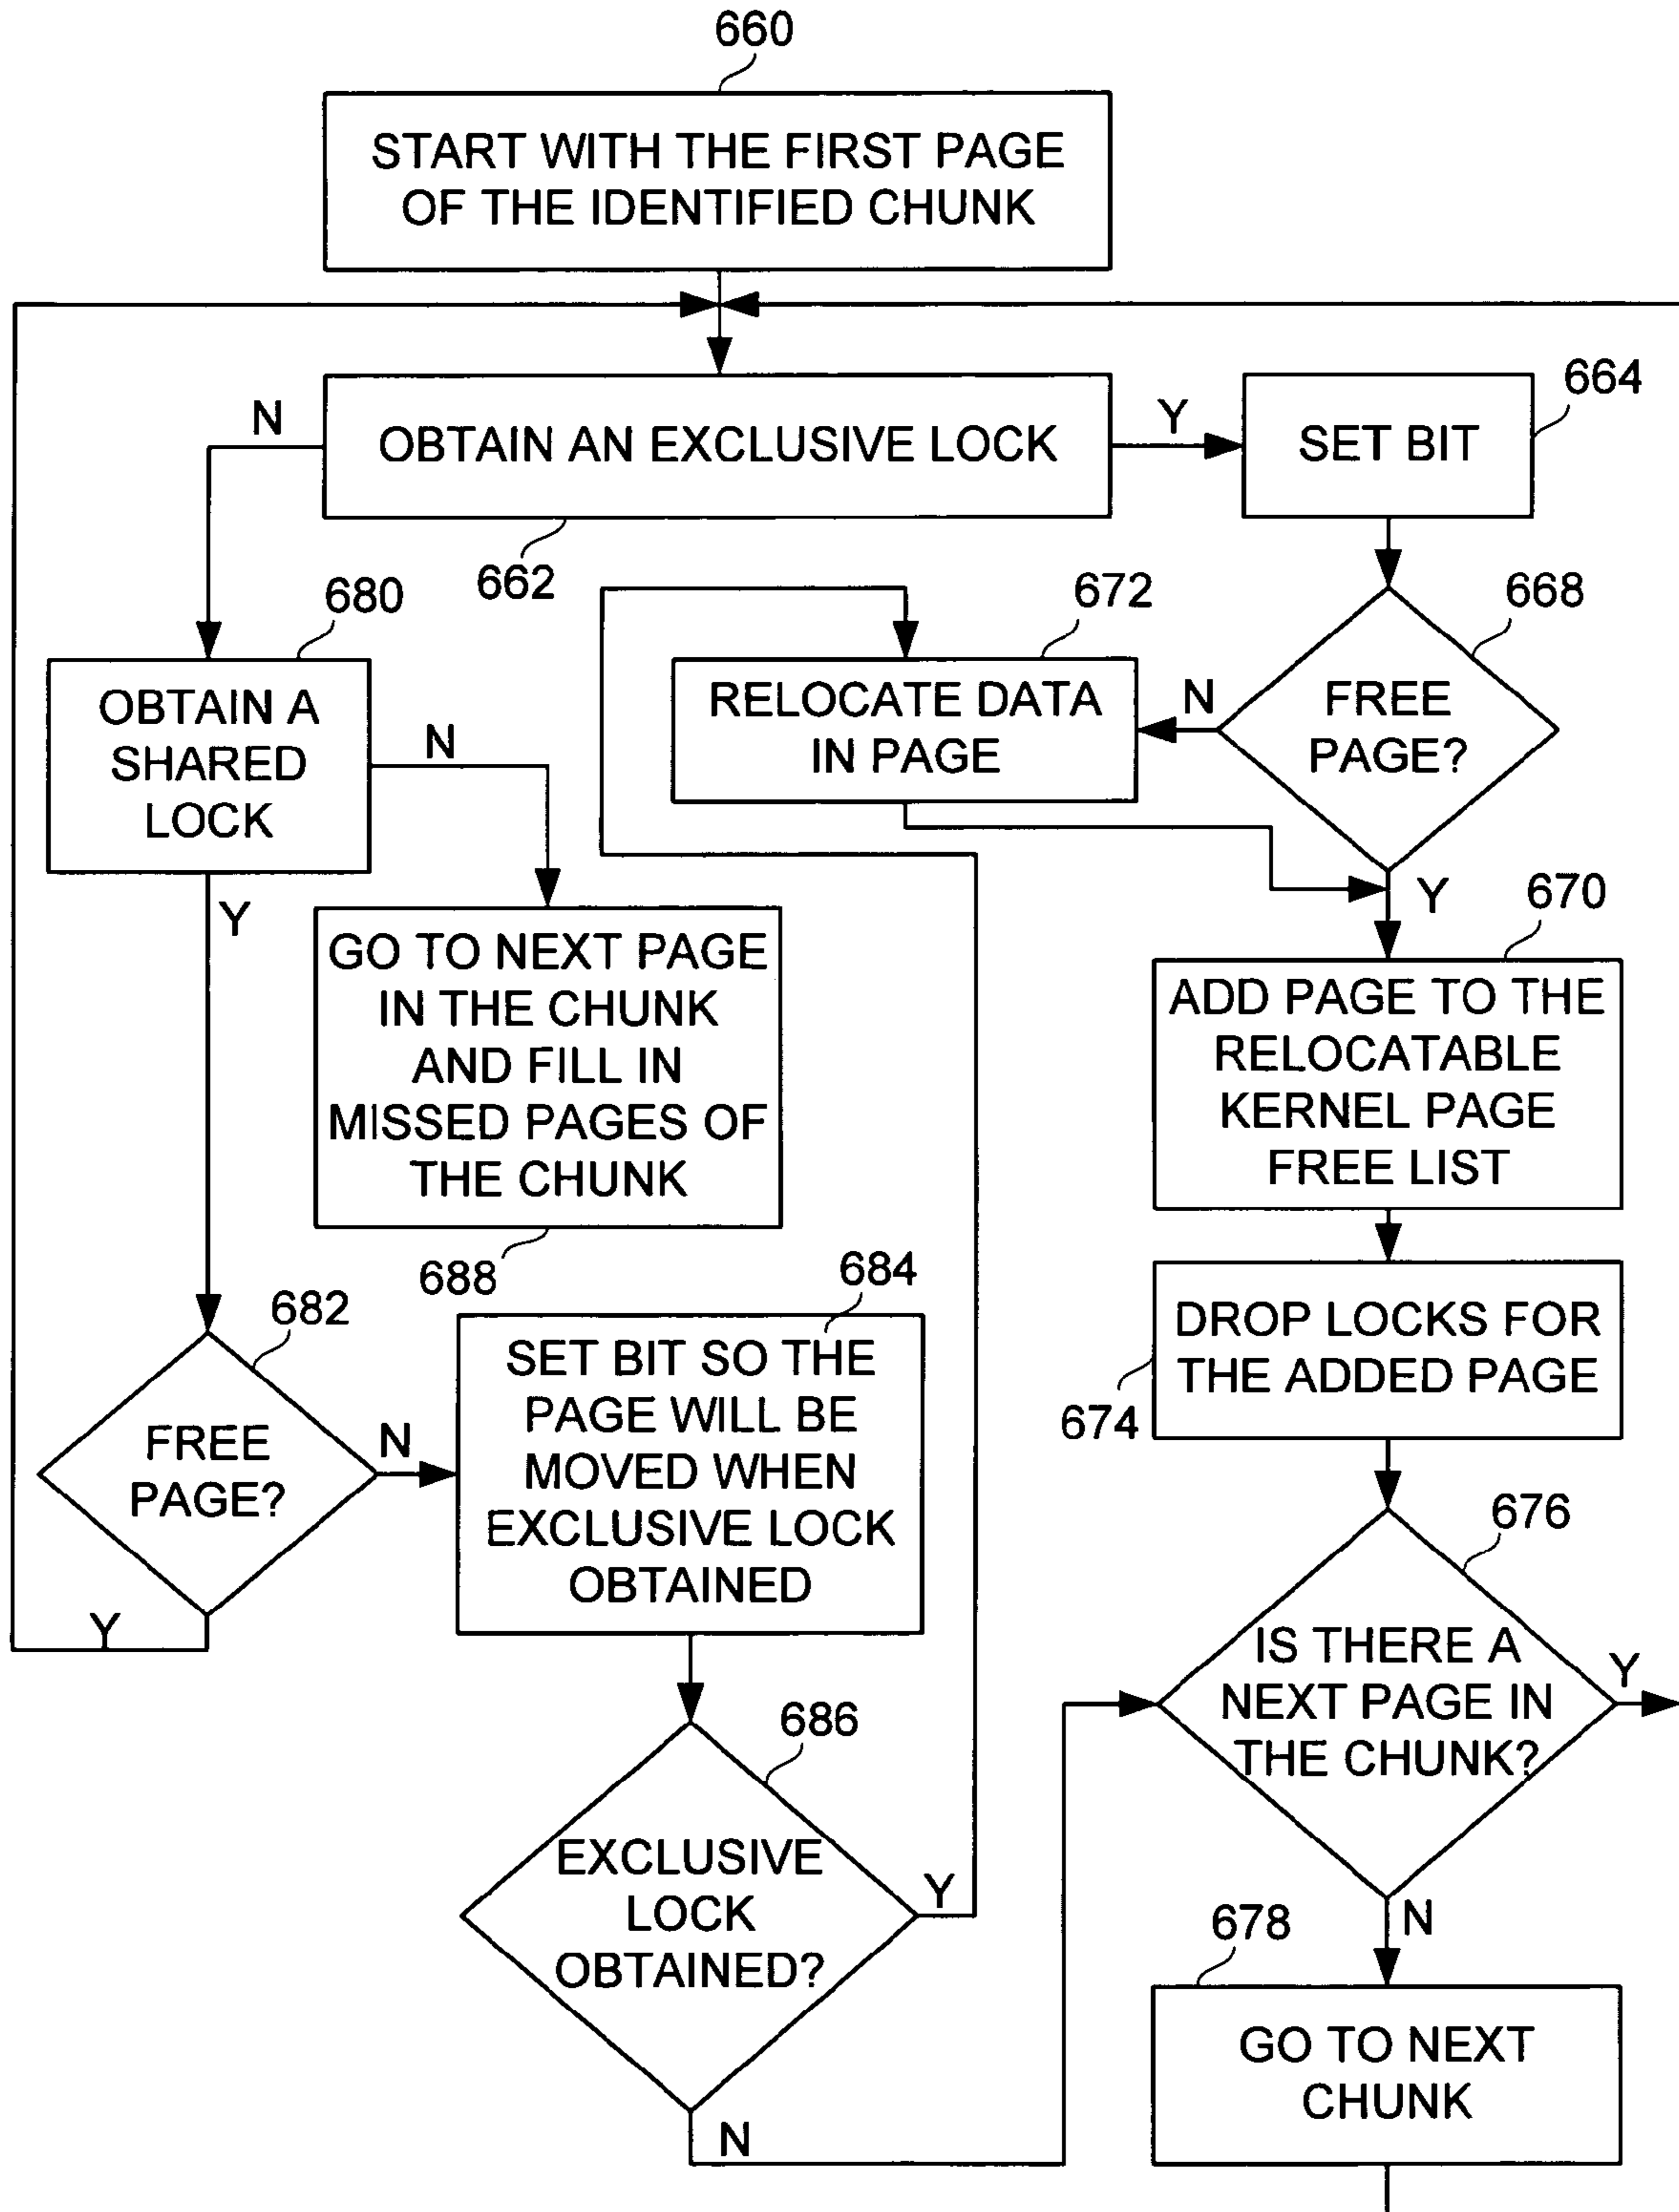 660
START WITH THE FIRST PAGE
OF THE IDENTIFIED CHUNK
N
OBTAIN AN EXCLUSIVE LOCK
Y
SET BIT
664
662
680
OBTAIN A
SHARED
LOCK
N
Y
672
RELOCATE DATA
IN PAGE
N
668
FREE
PAGE?
Y
670
ADD PAGE TO THE
RELOCATABLE
KERNEL PAGE
FREE LIST
GO TO NEXT PAGE
IN THE CHUNK
AND FILL IN
MISSED PAGES OF
THE CHUNK
688
682
FREE
PAGE?
N
Y
684
SET BIT SO THE
PAGE WILL BE
MOVED WHEN
EXCLUSIVE LOCK
OBTAINED
DROP LOCKS FOR
THE ADDED PAGE
674
676
IS THERE A
NEXT PAGE IN
THE CHUNK?
Y
N
686
EXCLUSIVE
LOCK
OBTAINED?
Y
N
678
GO TO NEXT
CHUNK